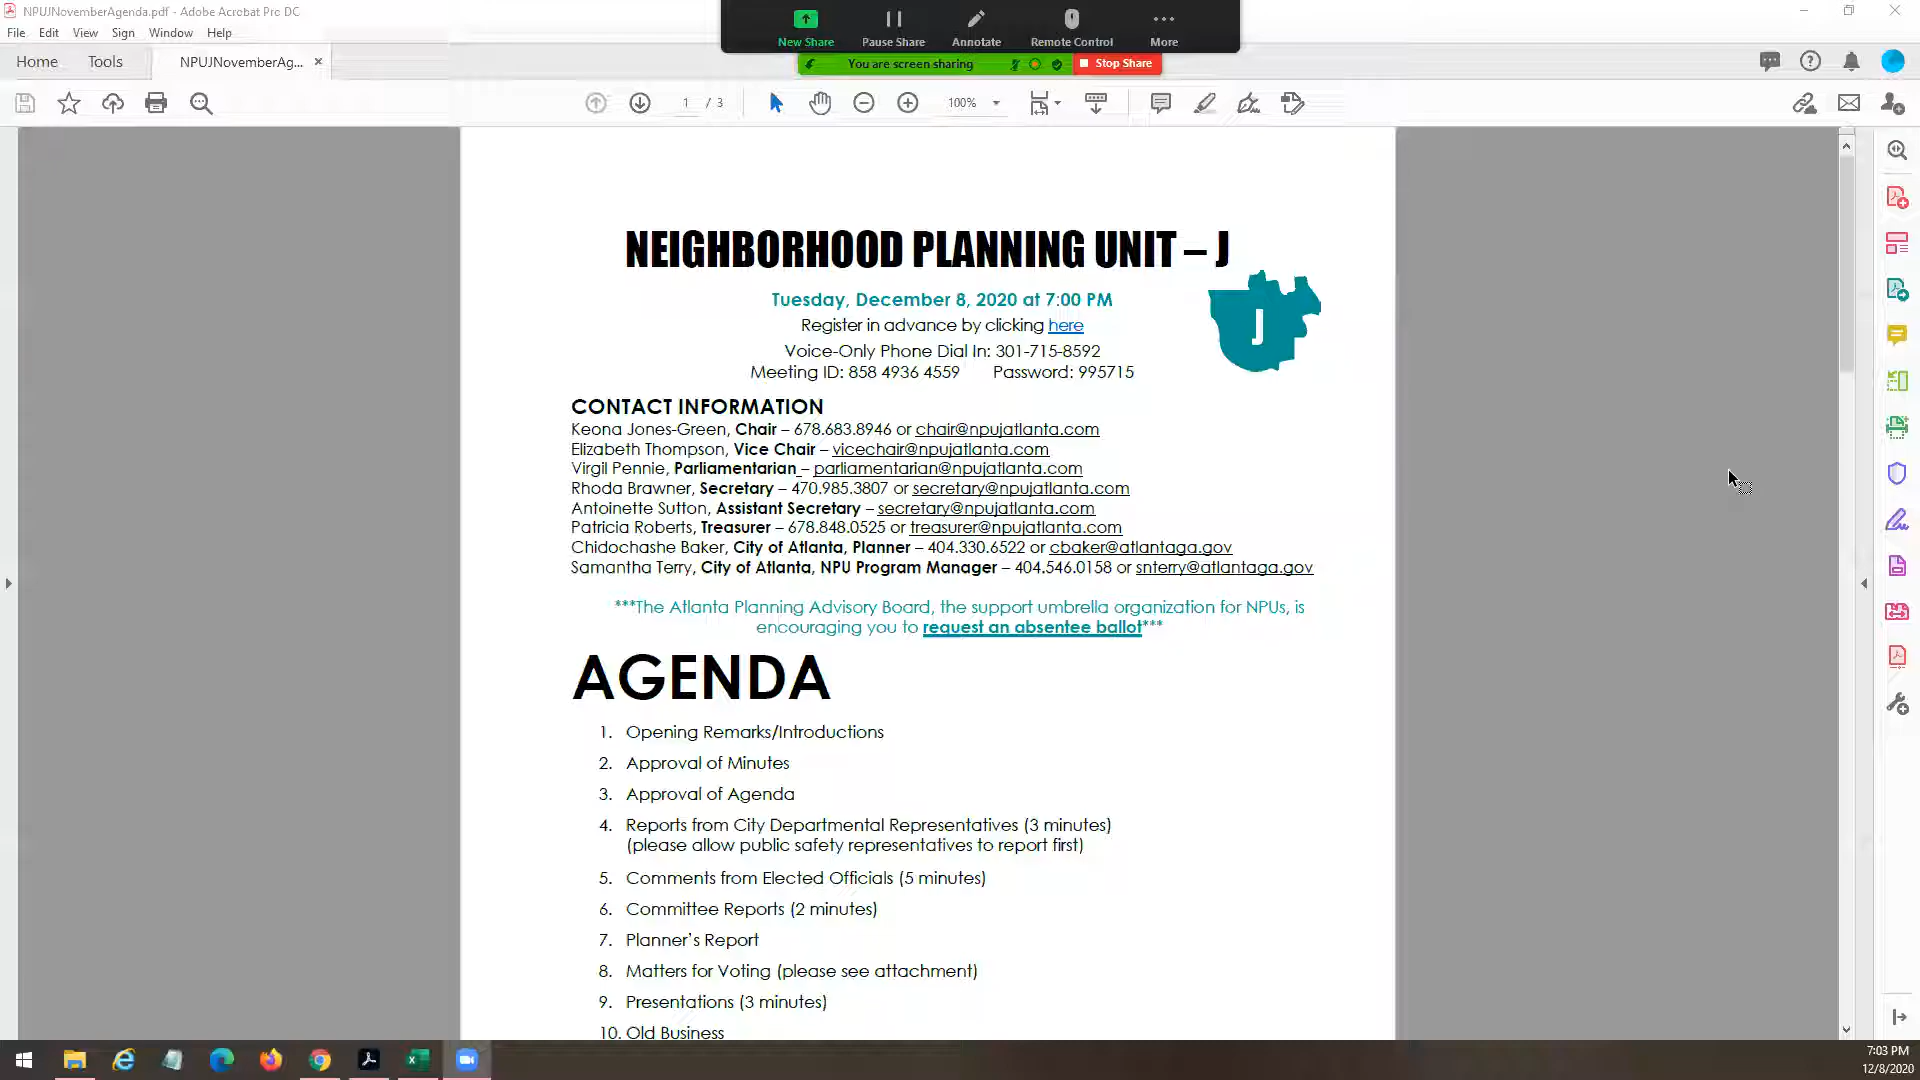 NPUJNovemberAgenda.pdf - Adobe Acrobat Pro DC
File Edit View Sign Window Help
New Share Pause Share Annotate Remote Control More
You are screen sharing Stop Share
Home Tools NPUJNovemberAg... ×
1 / 3 100%
NEIGHBORHOOD PLANNING UNIT – J
Tuesday, December 8, 2020 at 7:00 PM
Register in advance by clicking here
J
Voice-Only Phone Dial In: 301-715-8592
Meeting ID: 858 4936 4559 Password: 995715
CONTACT INFORMATION
Keona Jones-Green, Chair – 678.683.8946 or chair@npujatlanta.com
Elizabeth Thompson, Vice Chair – vicechair@npujatlanta.com
Virgil Pennie, Parliamentarian – parliamentarian@npujatlanta.com
Rhoda Brawner, Secretary – 470.985.3807 or secretary@npujatlanta.com
Antoinette Sutton, Assistant Secretary – secretary@npujatlanta.com
Patricia Roberts, Treasurer – 678.848.0525 or treasurer@npujatlanta.com
Chidochashe Baker, City of Atlanta, Planner – 404.330.6522 or cbaker@atlantaga.gov
Samantha Terry, City of Atlanta, NPU Program Manager – 404.546.0158 or snterry@atlantaga.gov
***The Atlanta Planning Advisory Board, the support umbrella organization for NPUs, is
encouraging you to request an absentee ballot***
AGENDA
1. Opening Remarks/Introductions
2. Approval of Minutes
3. Approval of Agenda
4. Reports from City Departmental Representatives (3 minutes)
(please allow public safety representatives to report first)
5. Comments from Elected Officials (5 minutes)
6. Committee Reports (2 minutes)
7. Planner's Report
8. Matters for Voting (please see attachment)
9. Presentations (3 minutes)
10. Old Business
7:03 PM
12/8/2020